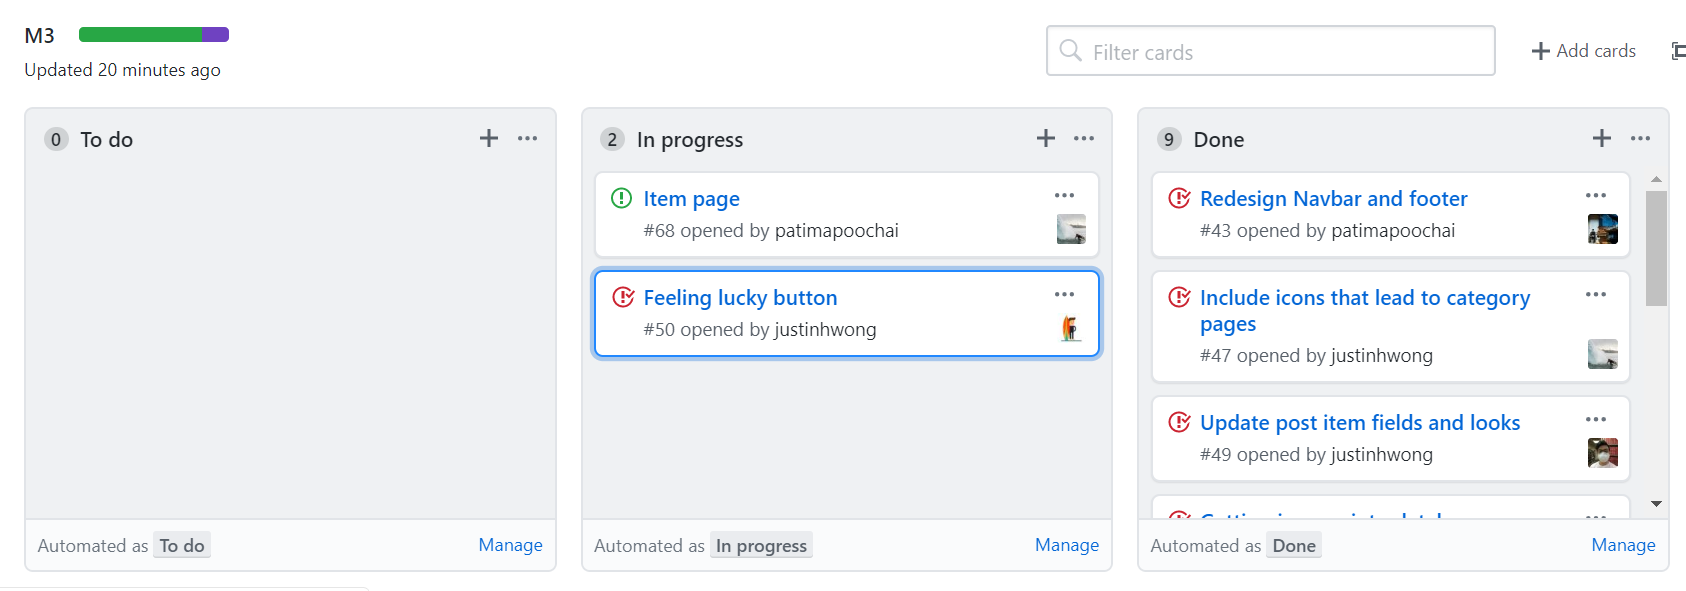 M3
Updated 20 minutes ago
Filter cards
Add cards
0 To do
Automated as To do
Manage
2 In progress
Item page
#68 opened by patimapoochai
Feeling lucky button
#50 opened by justinhwong
Automated as In progress
Manage
9 Done
Redesign Navbar and footer
#43 opened by patimapoochai
Include icons that lead to category
pages
#47 opened by justinhwong
Update post item fields and looks
#49 opened by justinhwong
Automated as Done
Manage